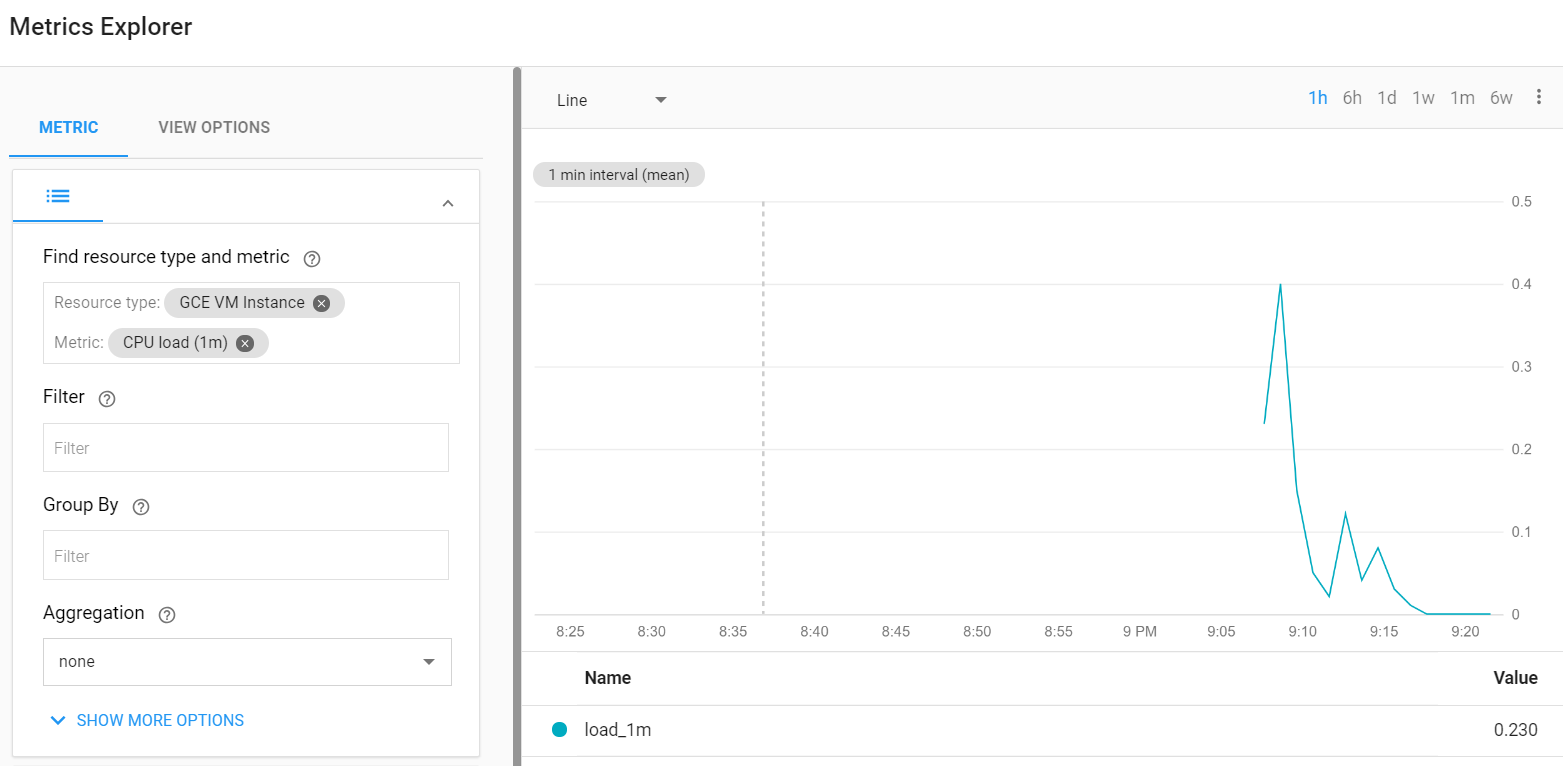 Metrics Explorer
METRIC VIEW OPTIONS
Find resource type and metric
Resource type: GCE VM Instance
Metric: CPU load (1m)
Filter
Filter
Group By
Filter
Aggregation
none
SHOW MORE OPTIONS
Line
1h 6h 1d 1w 1m 6w
1 min interval (mean)
0.5
0.4
0.3
0.2
0.1
0
8:25 8:30 8:35 8:40 8:45 8:50 8:55 9 PM 9:05 9:10 9:15 9:20
Name Value
load_1m 0.230